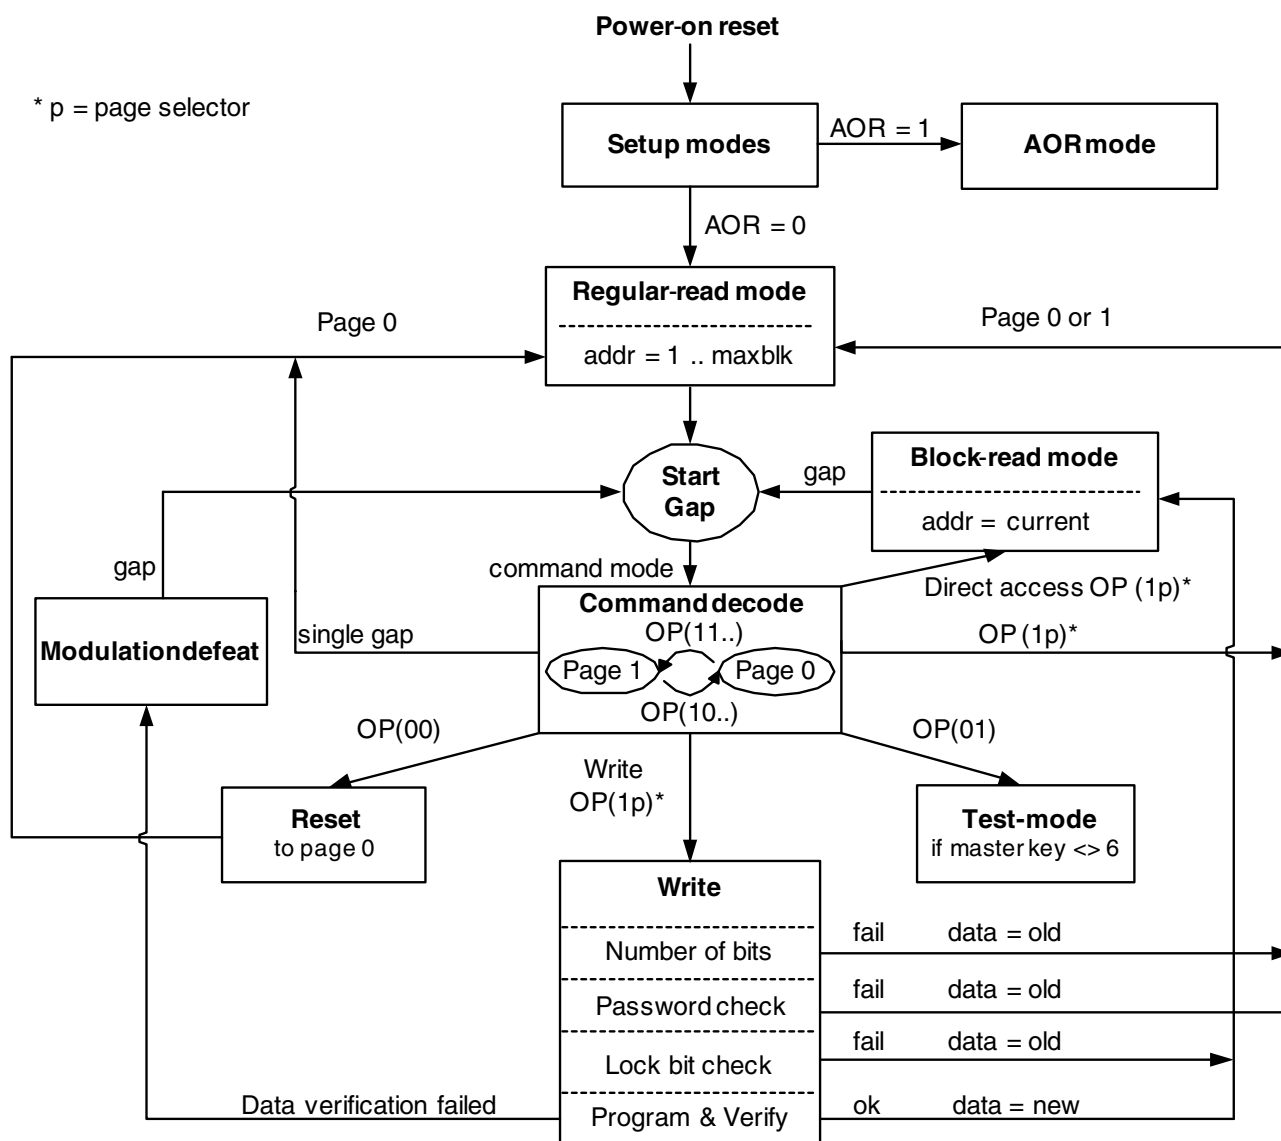 Power-on reset
* p = page selector
Setup modes
AOR = 1
AOR mode
AOR = 0
Regular-read mode
addr = 1 .. maxblk
Page 0
Page 0 or 1
Start
Gap
gap
Block-read mode
addr = current
gap
command mode
Direct access OP (1p)*
Modulation defeat
single gap
Command decode
OP(11..)
Page 1
Page 0
OP(10..)
OP (1p)*
OP(00)
Write
OP(1p)*
OP(01)
Reset
to page 0
Test-mode
if master key <> 6
Write
Number of bits
fail data = old
Password check
fail data = old
Lock bit check
fail data = old
Data verification failed
Program & Verify
ok data = new